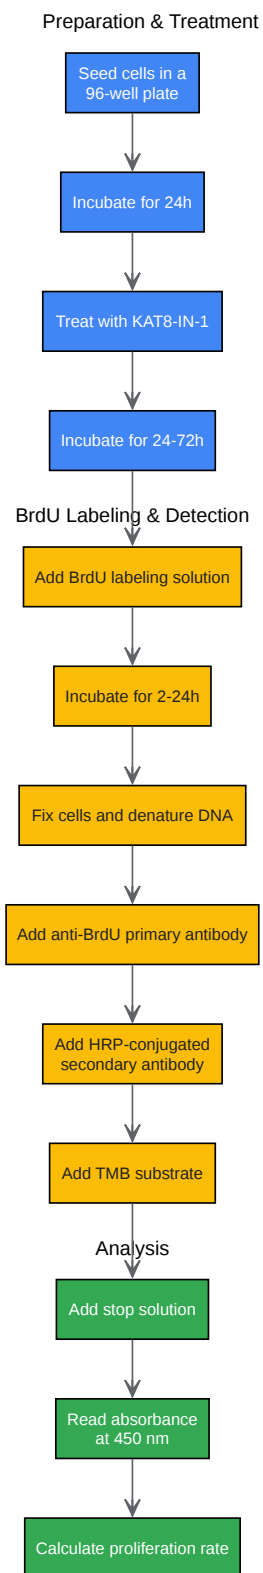 Preparation & Treatment
Seed cells in a
96-well plate
Incubate for 24h
Treat with KAT8-IN-1
Incubate for 24-72h
BrdU Labeling & Detection
Add BrdU labeling solution
Incubate for 2-24h
Fix cells and denature DNA
Add anti-BrdU primary antibody
Add HRP-conjugated
secondary antibody
Add TMB substrate
Analysis
Add stop solution
Read absorbance
at 450 nm
Calculate proliferation rate